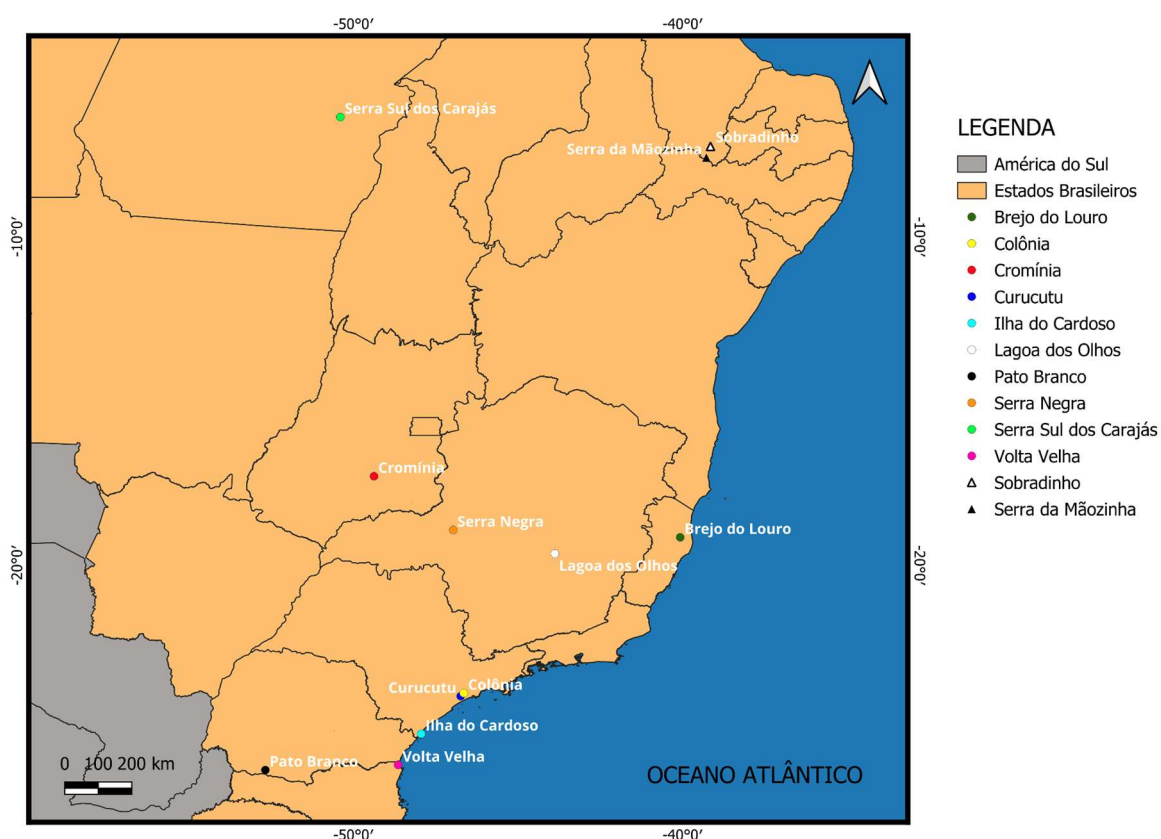 -50°0′ -40°0′
Serra Sul dos Carajás
Sobradinho
Serra da Mãozinha
-10°0′ -10°0′
Cromínia
Serra Negra
Brejo do Louro
Lagoa dos Olhos
-20°0′ -20°0′
Colônia
Curucutu
Ilha do Cardoso
Volta Velha
Pato Branco
0 100 200 km
OCEANO ATLÂNTICO
-50°0′ -40°0′
LEGENDA
América do Sul
Estados Brasileiros
Brejo do Louro
Colônia
Cromínia
Curucutu
Ilha do Cardoso
Lagoa dos Olhos
Pato Branco
Serra Negra
Serra Sul dos Carajás
Volta Velha
Sobradinho
Serra da Mãozinha